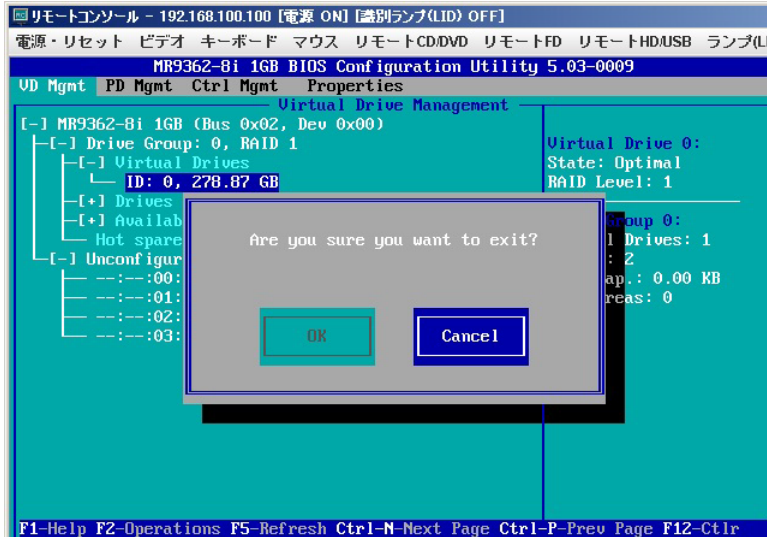 リモートコンソール - 192.168.100.100 [電源 ON] [識別ランプ(LID) OFF]
電源・リセット ビデオ キーボード マウス リモートCD/DVD リモートFD リモートHD/USB ランプ(LI
MR9362-8i 1GB BIOS Configuration Utility 5.03-0009
VD Mgmt PD Mgmt Ctrl Mgmt Properties
Virtual Drive Management
[-] MR9362-8i 1GB (Bus 0x02, Dev 0x00)
[-] Drive Group: 0, RAID 1
[-] Virtual Drives
ID: 0, 278.87 GB
[+] Drives
[+] Availab
Hot spare
[-] Unconfigur
--:--:00:
--:--:01:
--:--:02:
--:--:03:
Virtual Drive 0:
State: Optimal
RAID Level: 1
oup 0:
l Drives: 1
: 2
ap.: 0.00 KB
reas: 0
Are you sure you want to exit?
OK
Cancel
F1-Help F2-Operations F5-Refresh Ctrl-N-Next Page Ctrl-P-Prev Page F12-Ctlr